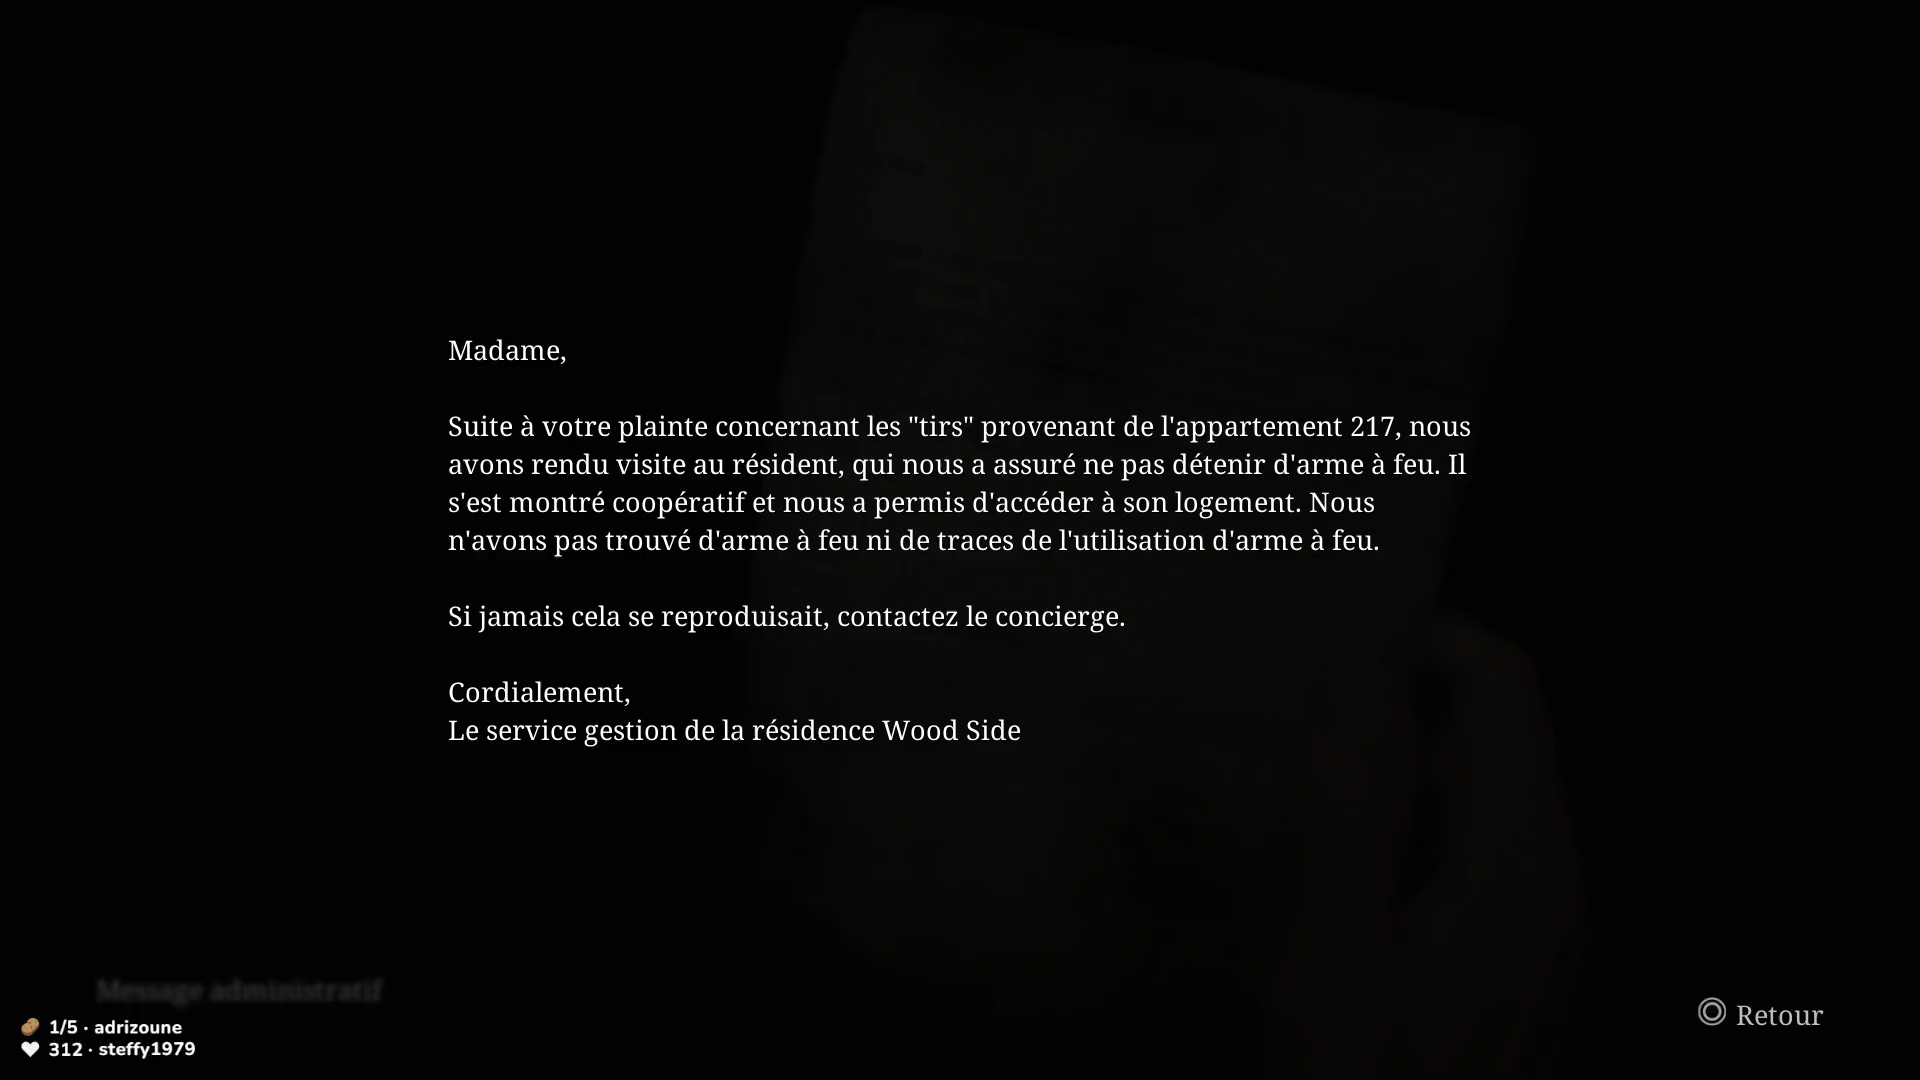 Madame,
Suite à votre plainte concernant les "tirs" provenant de l'appartement 217, nous
avons rendu visite au résident, qui nous a assuré ne pas détenir d'arme à feu. Il
s'est montré coopératif et nous a permis d'accéder à son logement. Nous
n'avons pas trouvé d'arme à feu ni de traces de l'utilisation d'arme à feu.
Si jamais cela se reproduisait, contactez le concierge.
Cordialement,
Le service gestion de la résidence Wood Side
Message administratif
1/5 · adrizoune
312 · steffy1979
Retour